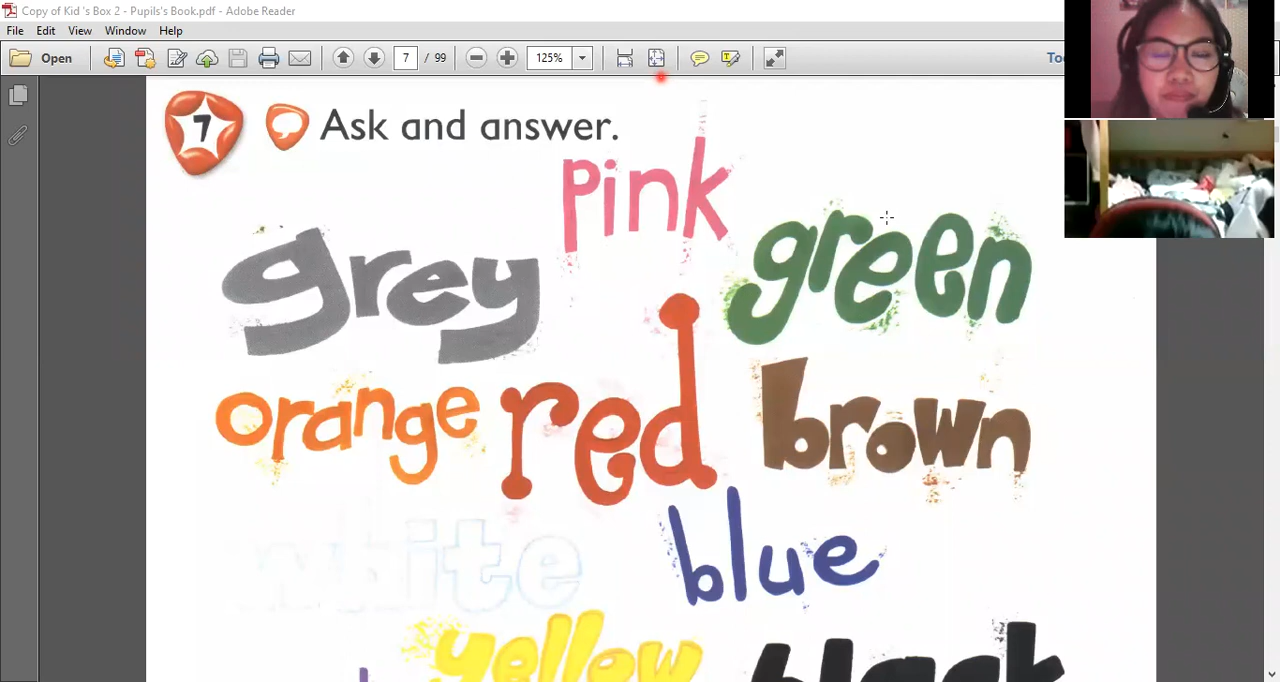 Copy of Kid 's Box 2 - Pupils's Book.pdf - Adobe Reader
File Edit View Window Help
Open 7 / 99 125%
7 Ask and answer.
pink
grey green
orange red brown
white blue
yellow black